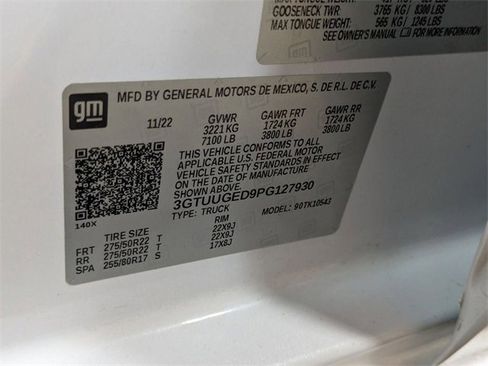 GOOSENECK TWR: 3765 KG / 8300 LBS
MAX TONGUE WEIGHT: 565 KG / 1245 LBS
SEE OWNER'S MANUAL FOR MORE INFORMATION
gm
MFD BY GENERAL MOTORS DE MEXICO, S. DE R.L. DE C.V.
11/22 GVWR GAWR FRT GAWR RR
3221 KG 1724 KG 1724 KG
7100 LB 3800 LB 3800 LB
THIS VEHICLE CONFORMS TO ALL
APPLICABLE U.S. FEDERAL MOTOR
VEHICLE SAFETY STANDARDS IN
EFFECT ON THE DATE OF
MANUFACTURE SHOWN ABOVE.
3GTUUGED9PG127930
TYPE: TRUCK MODEL: 90TK10543
140X
TIRE SIZE RIM
FRT 275/50R22 T 22X9J
RR 275/50R22 T 22X9J
SPA 255/80R17 S 17X8J